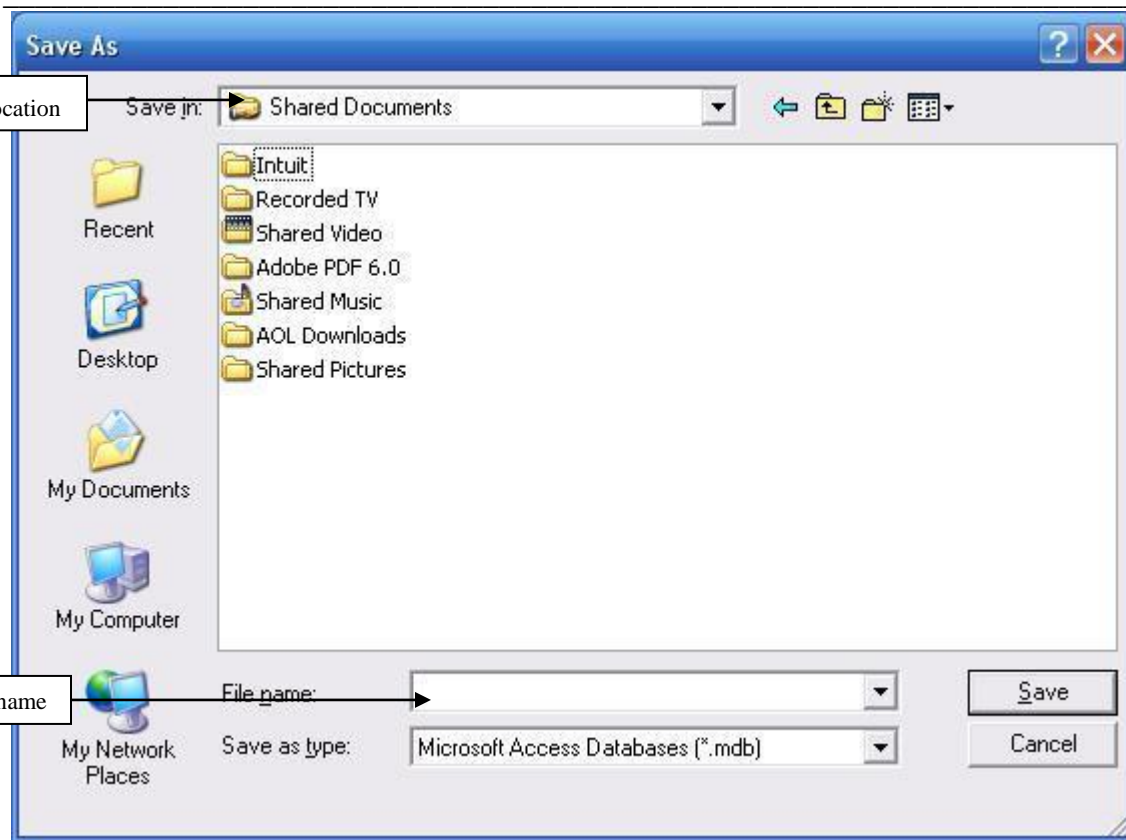 Save As
ocation
Save in:
Shared Documents
Intuit
Recorded TV
Shared Video
Adobe PDF 6.0
Shared Music
AOL Downloads
Shared Pictures
Recent
Desktop
My Documents
My Computer
My Network
Places
name
File name:
Save
Save as type:
Microsoft Access Databases (*.mdb)
Cancel